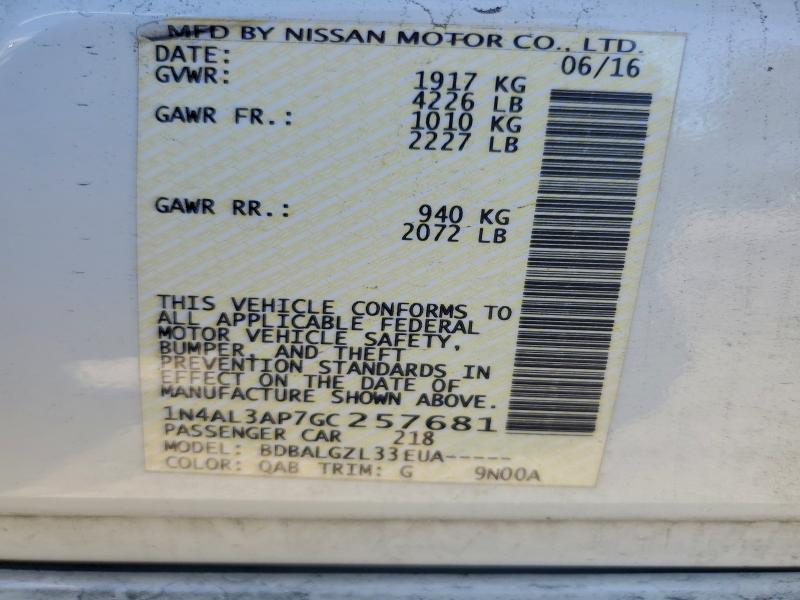 MFD BY NISSAN MOTOR CO., LTD.
DATE: 06/16
GVWR: 1917 KG
4226 LB
GAWR FR.: 1010 KG
2227 LB
GAWR RR.: 940 KG
2072 LB
THIS VEHICLE CONFORMS TO
ALL APPLICABLE FEDERAL
MOTOR VEHICLE SAFETY,
BUMPER, AND THEFT
PREVENTION STANDARDS IN
EFFECT ON THE DATE OF
MANUFACTURE SHOWN ABOVE.
1N4AL3AP7GC257681
PASSENGER CAR 218
MODEL: BDBALGZL33EUA-----
COLOR: QAB TRIM: G 9N00A